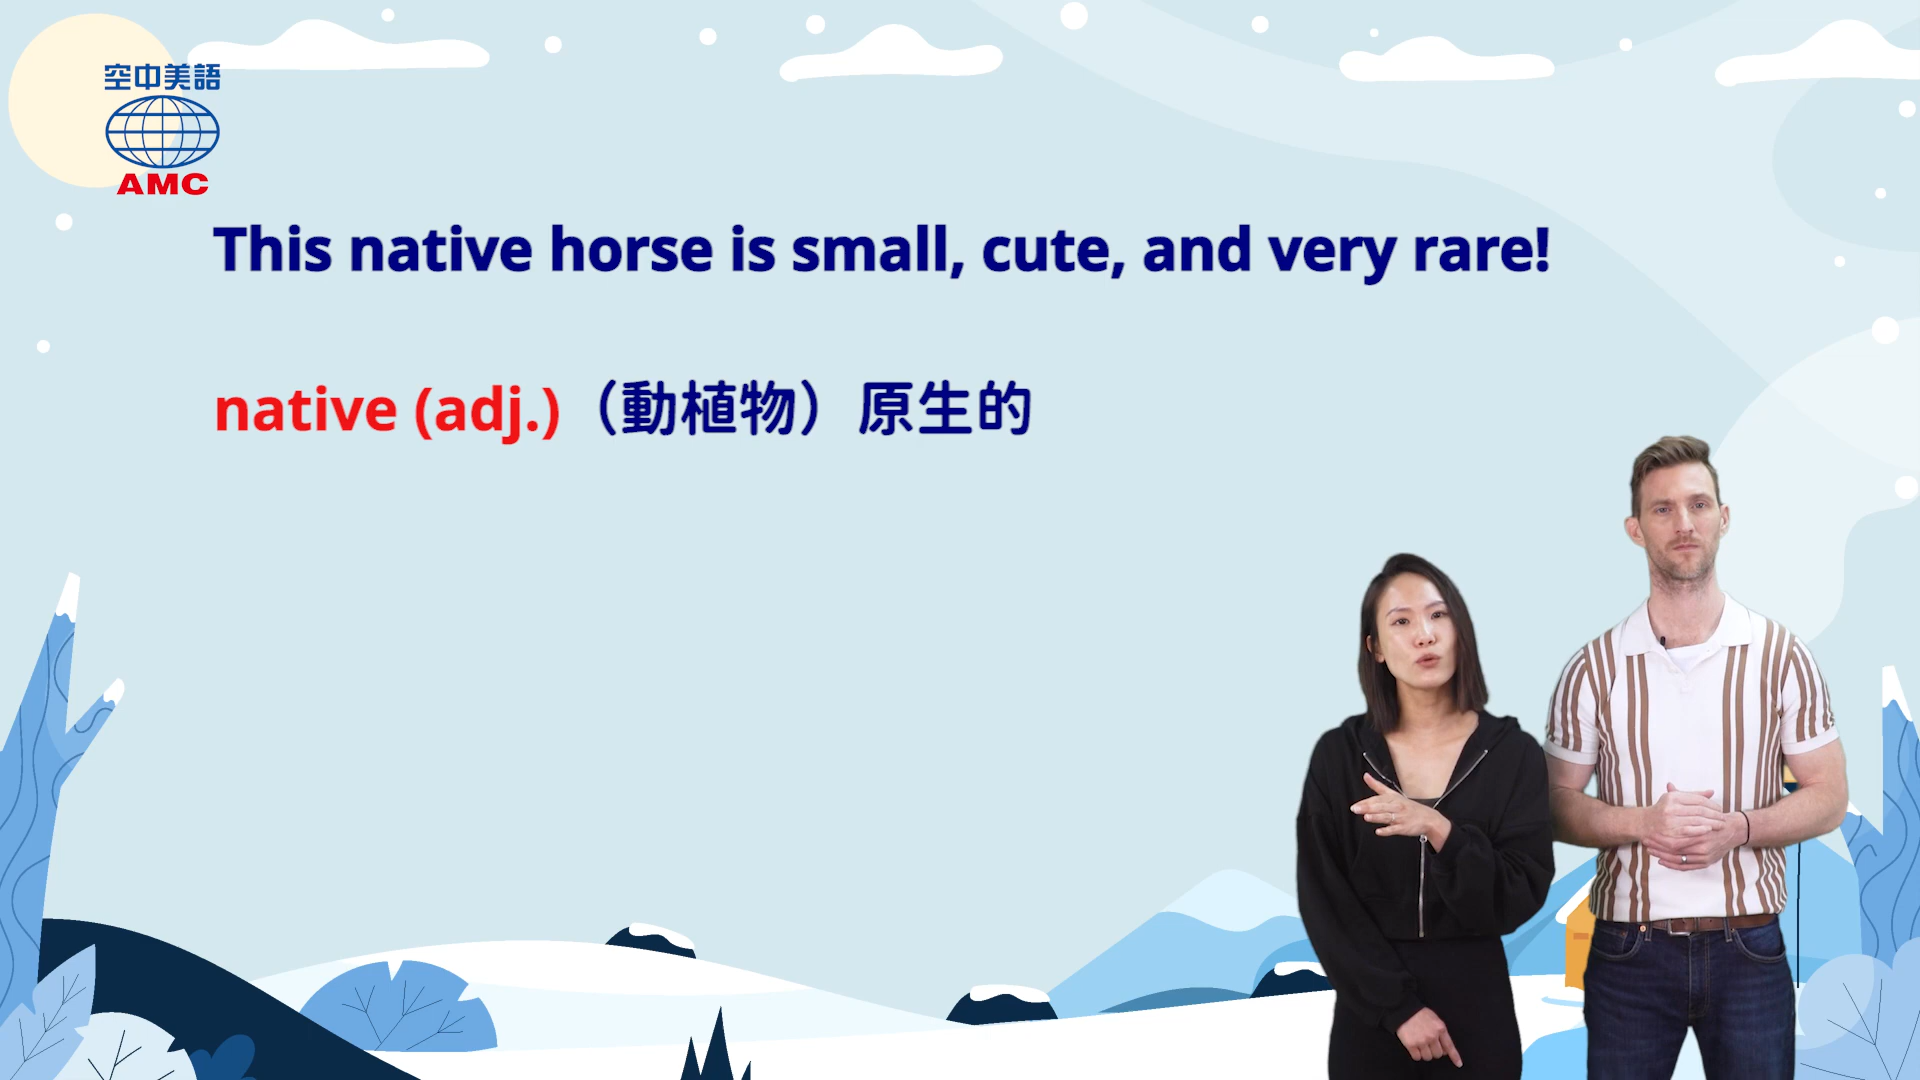 空中美語
AMC
This native horse is small, cute, and very rare!
native (adj.)（動植物）原生的